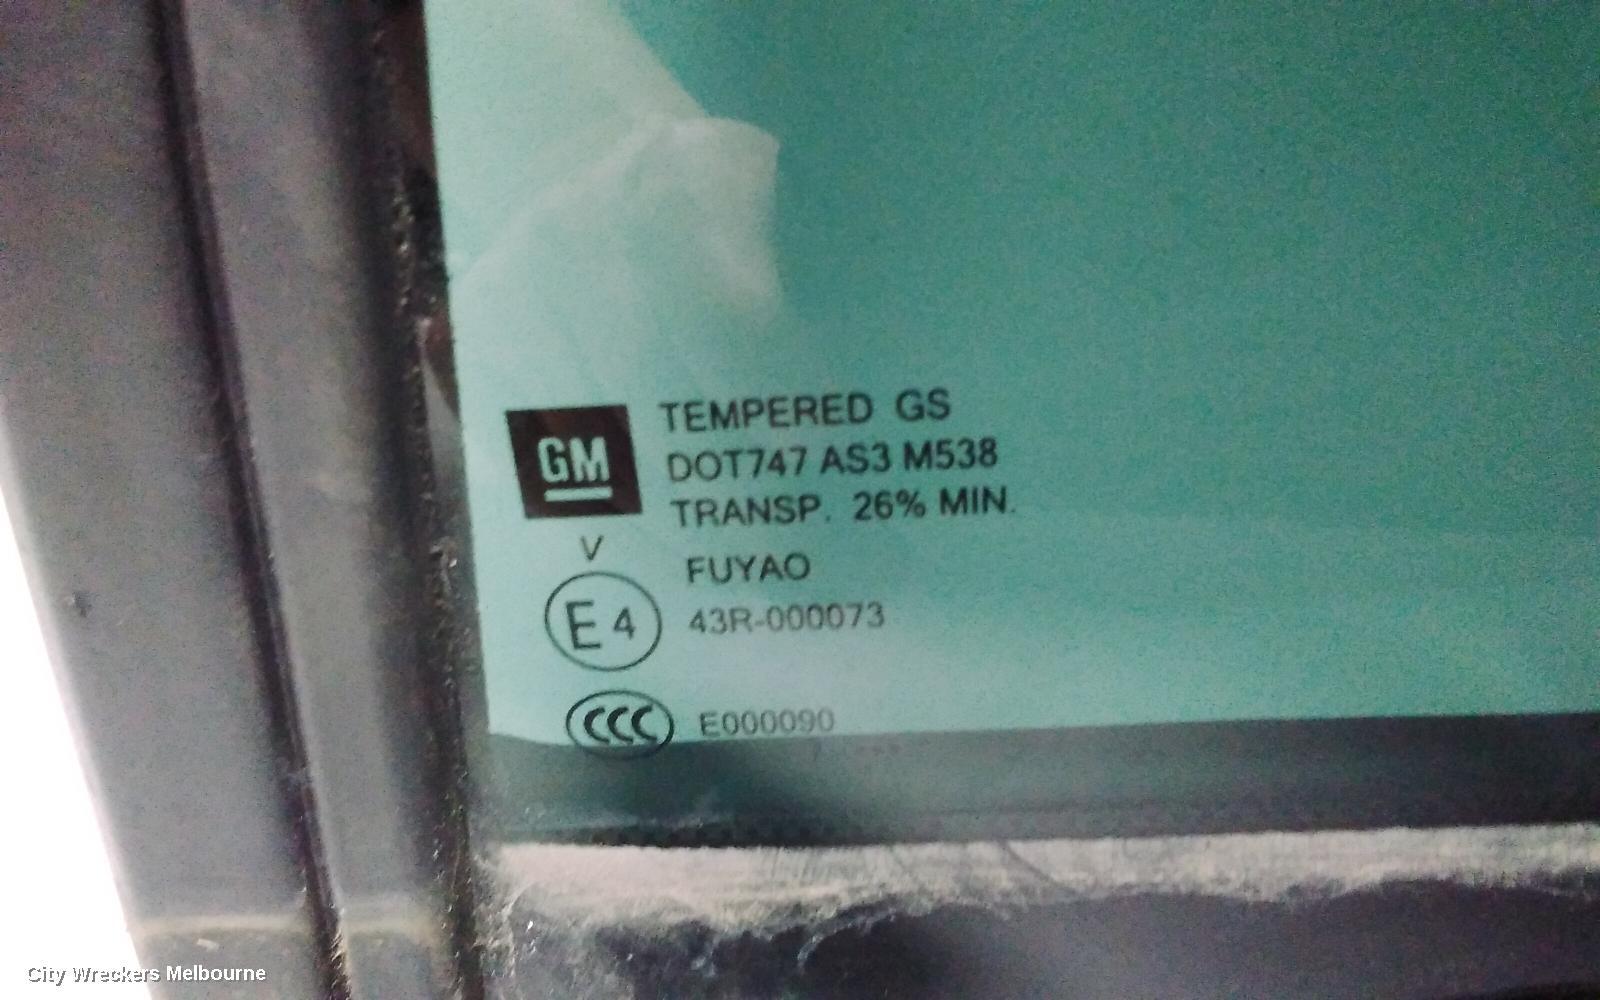 GM
TEMPERED GS
DOT747 AS3 M538
TRANSP. 26% MIN.
V
FUYAO
E4
43R-000073
CCC
E000090
City Wreckers Melbourne